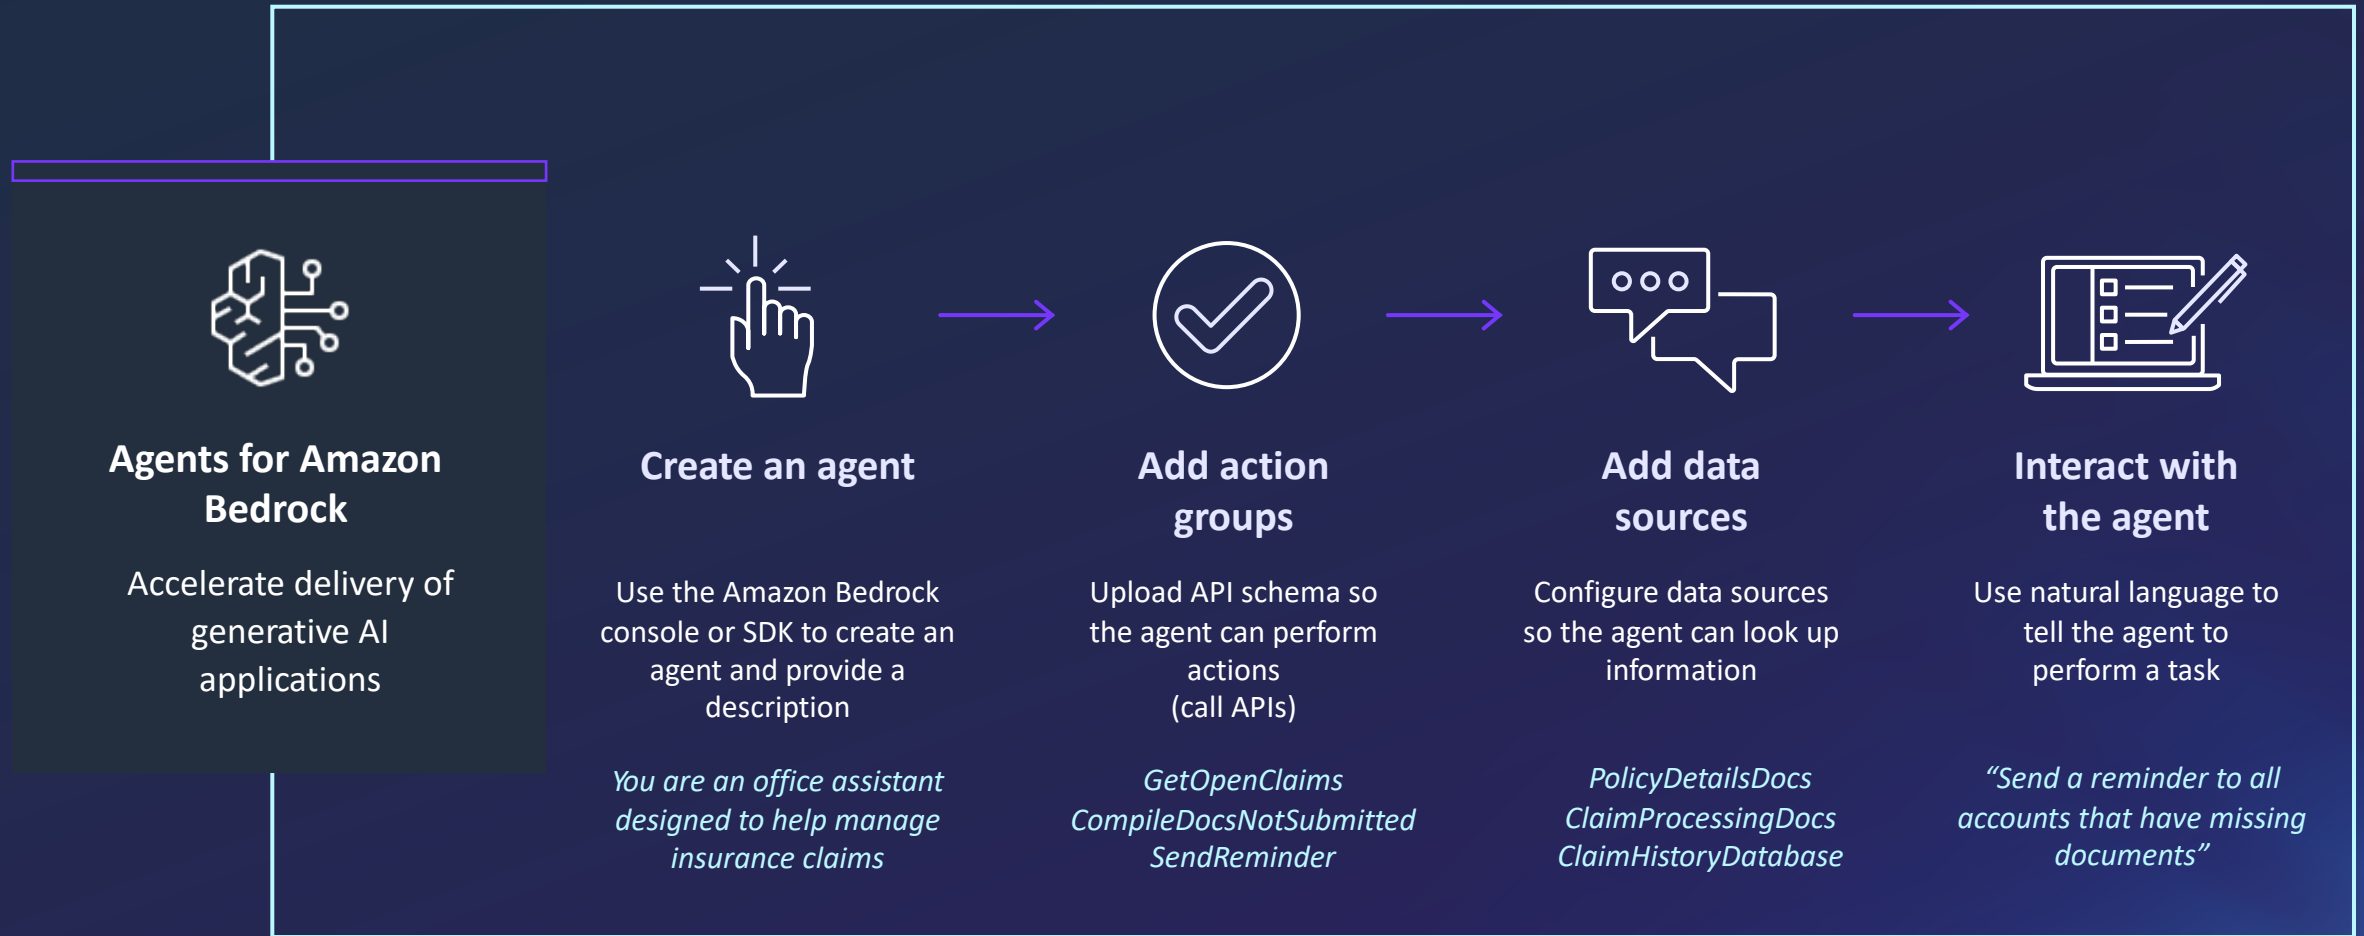 Agents for Amazon
Bedrock
Accelerate delivery of
generative AI
applications
Create an agent
Use the Amazon Bedrock
console or SDK to create an
agent and provide a
description
You are an office assistant
designed to help manage
insurance claims
Add action
groups
Upload API schema so
the agent can perform
actions
(call APIs)
GetOpenClaims
CompileDocsNotSubmitted
SendReminder
Add data
sources
Configure data sources
so the agent can look up
information
PolicyDetailsDocs
ClaimProcessingDocs
ClaimHistoryDatabase
Interact with
the agent
Use natural language to
tell the agent to
perform a task
“Send a reminder to all
accounts that have missing
documents”